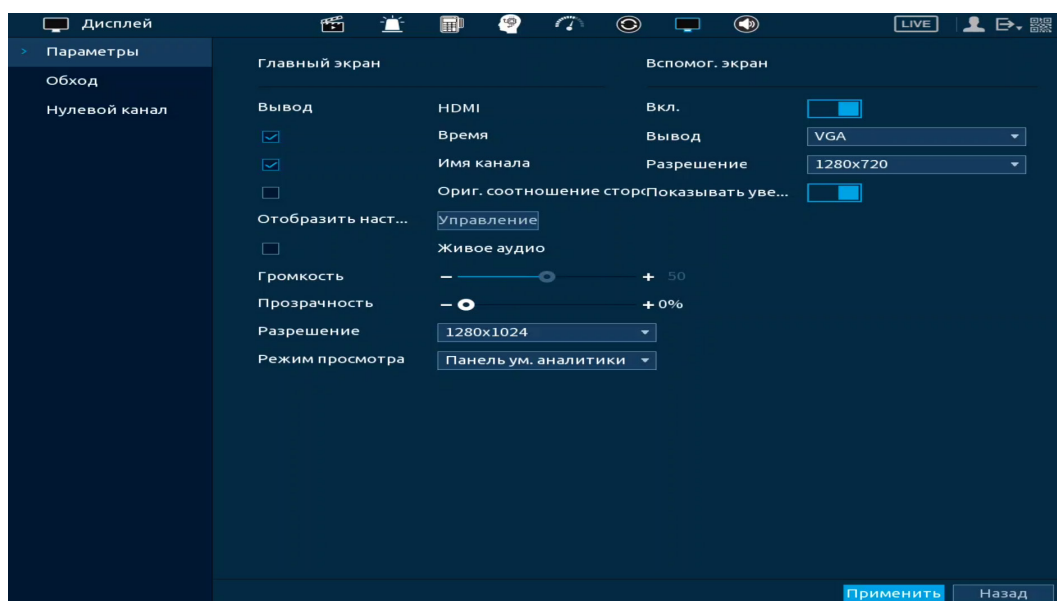 Дисплей
LIVE
Параметры
Обход
Нулевой канал
Главный экран
Вывод HDMI
Время
Имя канала
Ориг. соотношение сторо
Отобразить наст... Управление
Живое аудио
Громкость − + 50
Прозрачность − + 0%
Разрешение 1280x1024
Режим просмотра Панель ум. аналитики
Вспомог. экран
Вкл.
Вывод VGA
Разрешение 1280x720
Показывать уве...
Применить Назад